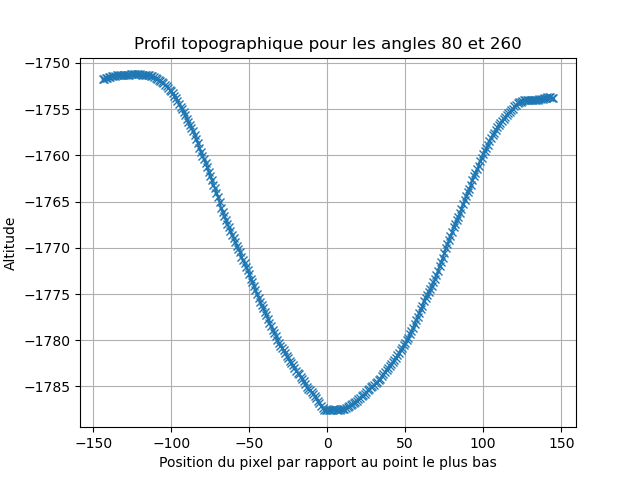 Profil topographique pour les angles 80 et 260
−1750
−1755
−1760
−1765
−1770
−1775
−1780
−1785
Altitude
−150 −100 −50 0 50 100 150
Position du pixel par rapport au point le plus bas